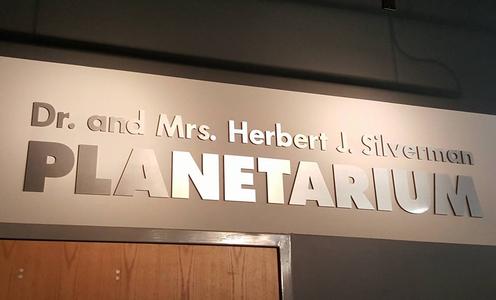 Dr. and Mrs. Herbert J. Silverman
PLANETARIUM